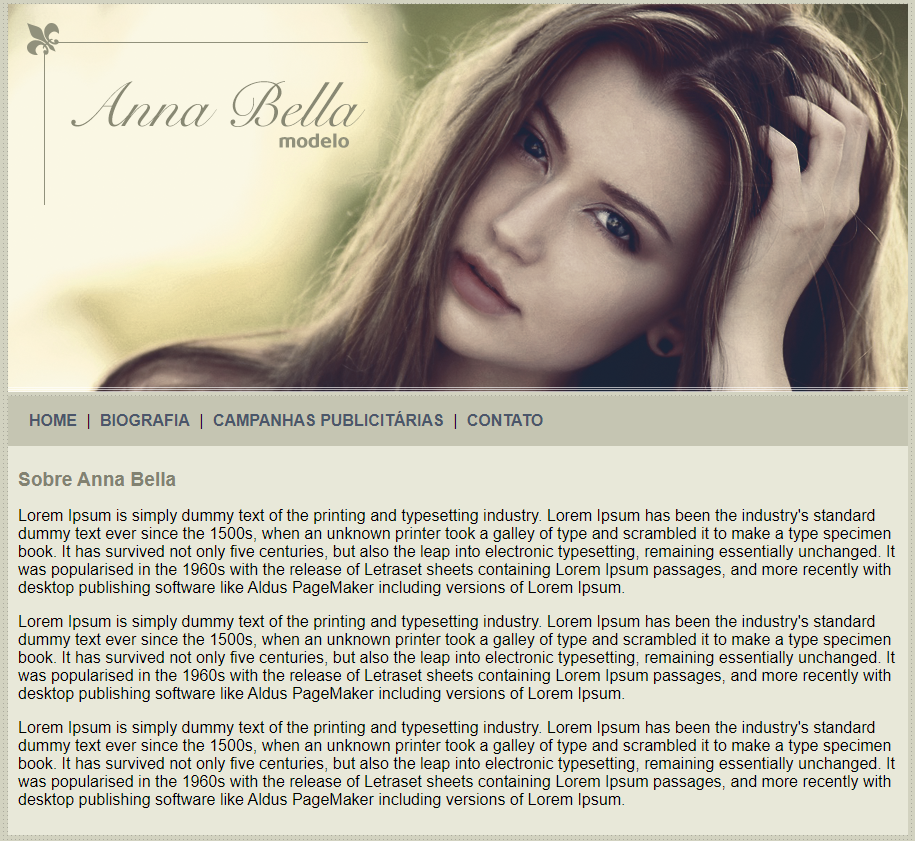 Anna Bella
modelo
HOME | BIOGRAFIA | CAMPANHAS PUBLICITÁRIAS | CONTATO
Sobre Anna Bella
Lorem Ipsum is simply dummy text of the printing and typesetting industry. Lorem Ipsum has been the industry's standard
dummy text ever since the 1500s, when an unknown printer took a galley of type and scrambled it to make a type specimen
book. It has survived not only five centuries, but also the leap into electronic typesetting, remaining essentially unchanged. It
was popularised in the 1960s with the release of Letraset sheets containing Lorem Ipsum passages, and more recently with
desktop publishing software like Aldus PageMaker including versions of Lorem Ipsum.
Lorem Ipsum is simply dummy text of the printing and typesetting industry. Lorem Ipsum has been the industry's standard
dummy text ever since the 1500s, when an unknown printer took a galley of type and scrambled it to make a type specimen
book. It has survived not only five centuries, but also the leap into electronic typesetting, remaining essentially unchanged. It
was popularised in the 1960s with the release of Letraset sheets containing Lorem Ipsum passages, and more recently with
desktop publishing software like Aldus PageMaker including versions of Lorem Ipsum.
Lorem Ipsum is simply dummy text of the printing and typesetting industry. Lorem Ipsum has been the industry's standard
dummy text ever since the 1500s, when an unknown printer took a galley of type and scrambled it to make a type specimen
book. It has survived not only five centuries, but also the leap into electronic typesetting, remaining essentially unchanged. It
was popularised in the 1960s with the release of Letraset sheets containing Lorem Ipsum passages, and more recently with
desktop publishing software like Aldus PageMaker including versions of Lorem Ipsum.